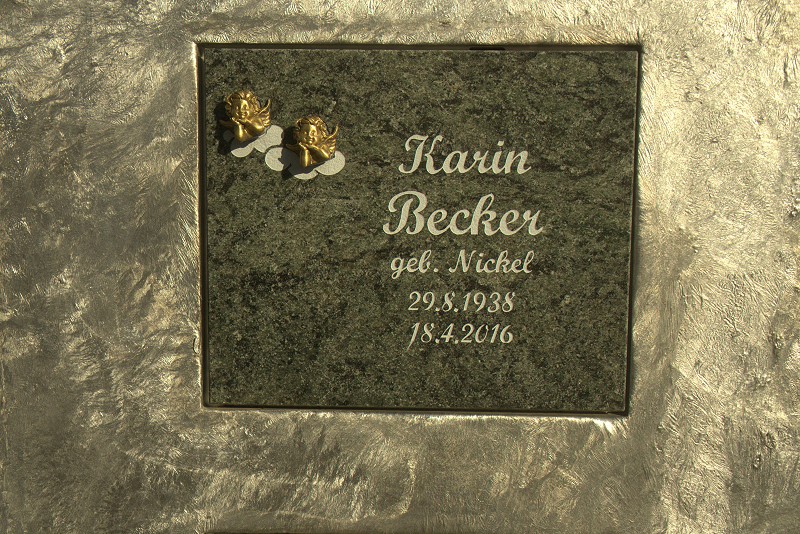 Karin
Becker
geb. Nickel
29.8.1938
18.4.2016